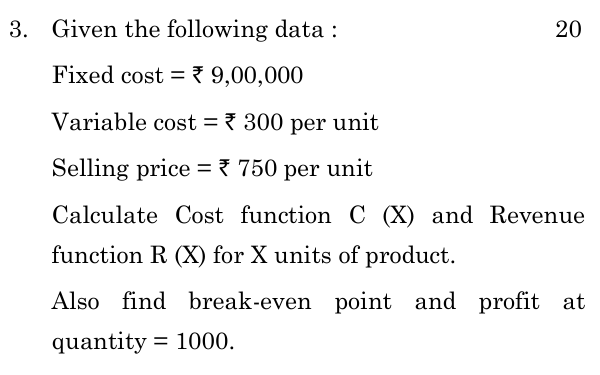 3. Given the following data : 20
Fixed cost = ₹ 9,00,000
Variable cost = ₹ 300 per unit
Selling price = ₹ 750 per unit
Calculate Cost function C (X) and Revenue
function R (X) for X units of product.
Also find break-even point and profit at
quantity = 1000.